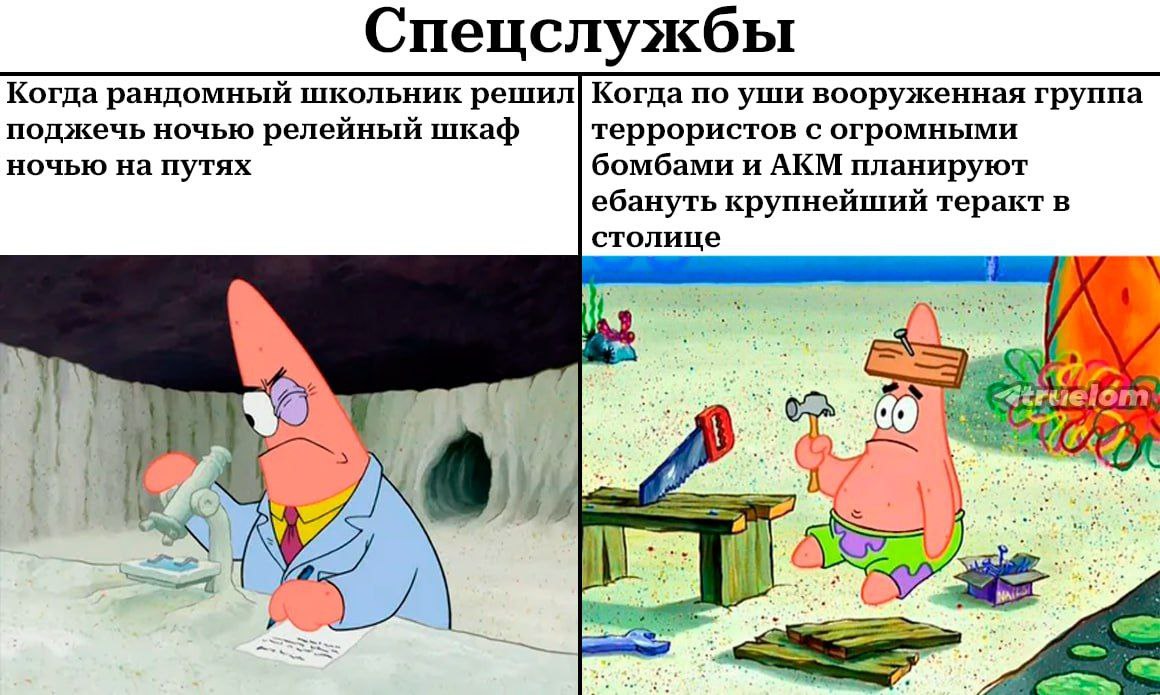 Спецслужбы
Когда рандомный школьник решил
поджечь ночью релейный шкаф
ночью на путях
Когда по уши вооруженная группа
террористов с огромными
бомбами и АКМ планируют
ебануть крупнейший теракт в
столице
truelom